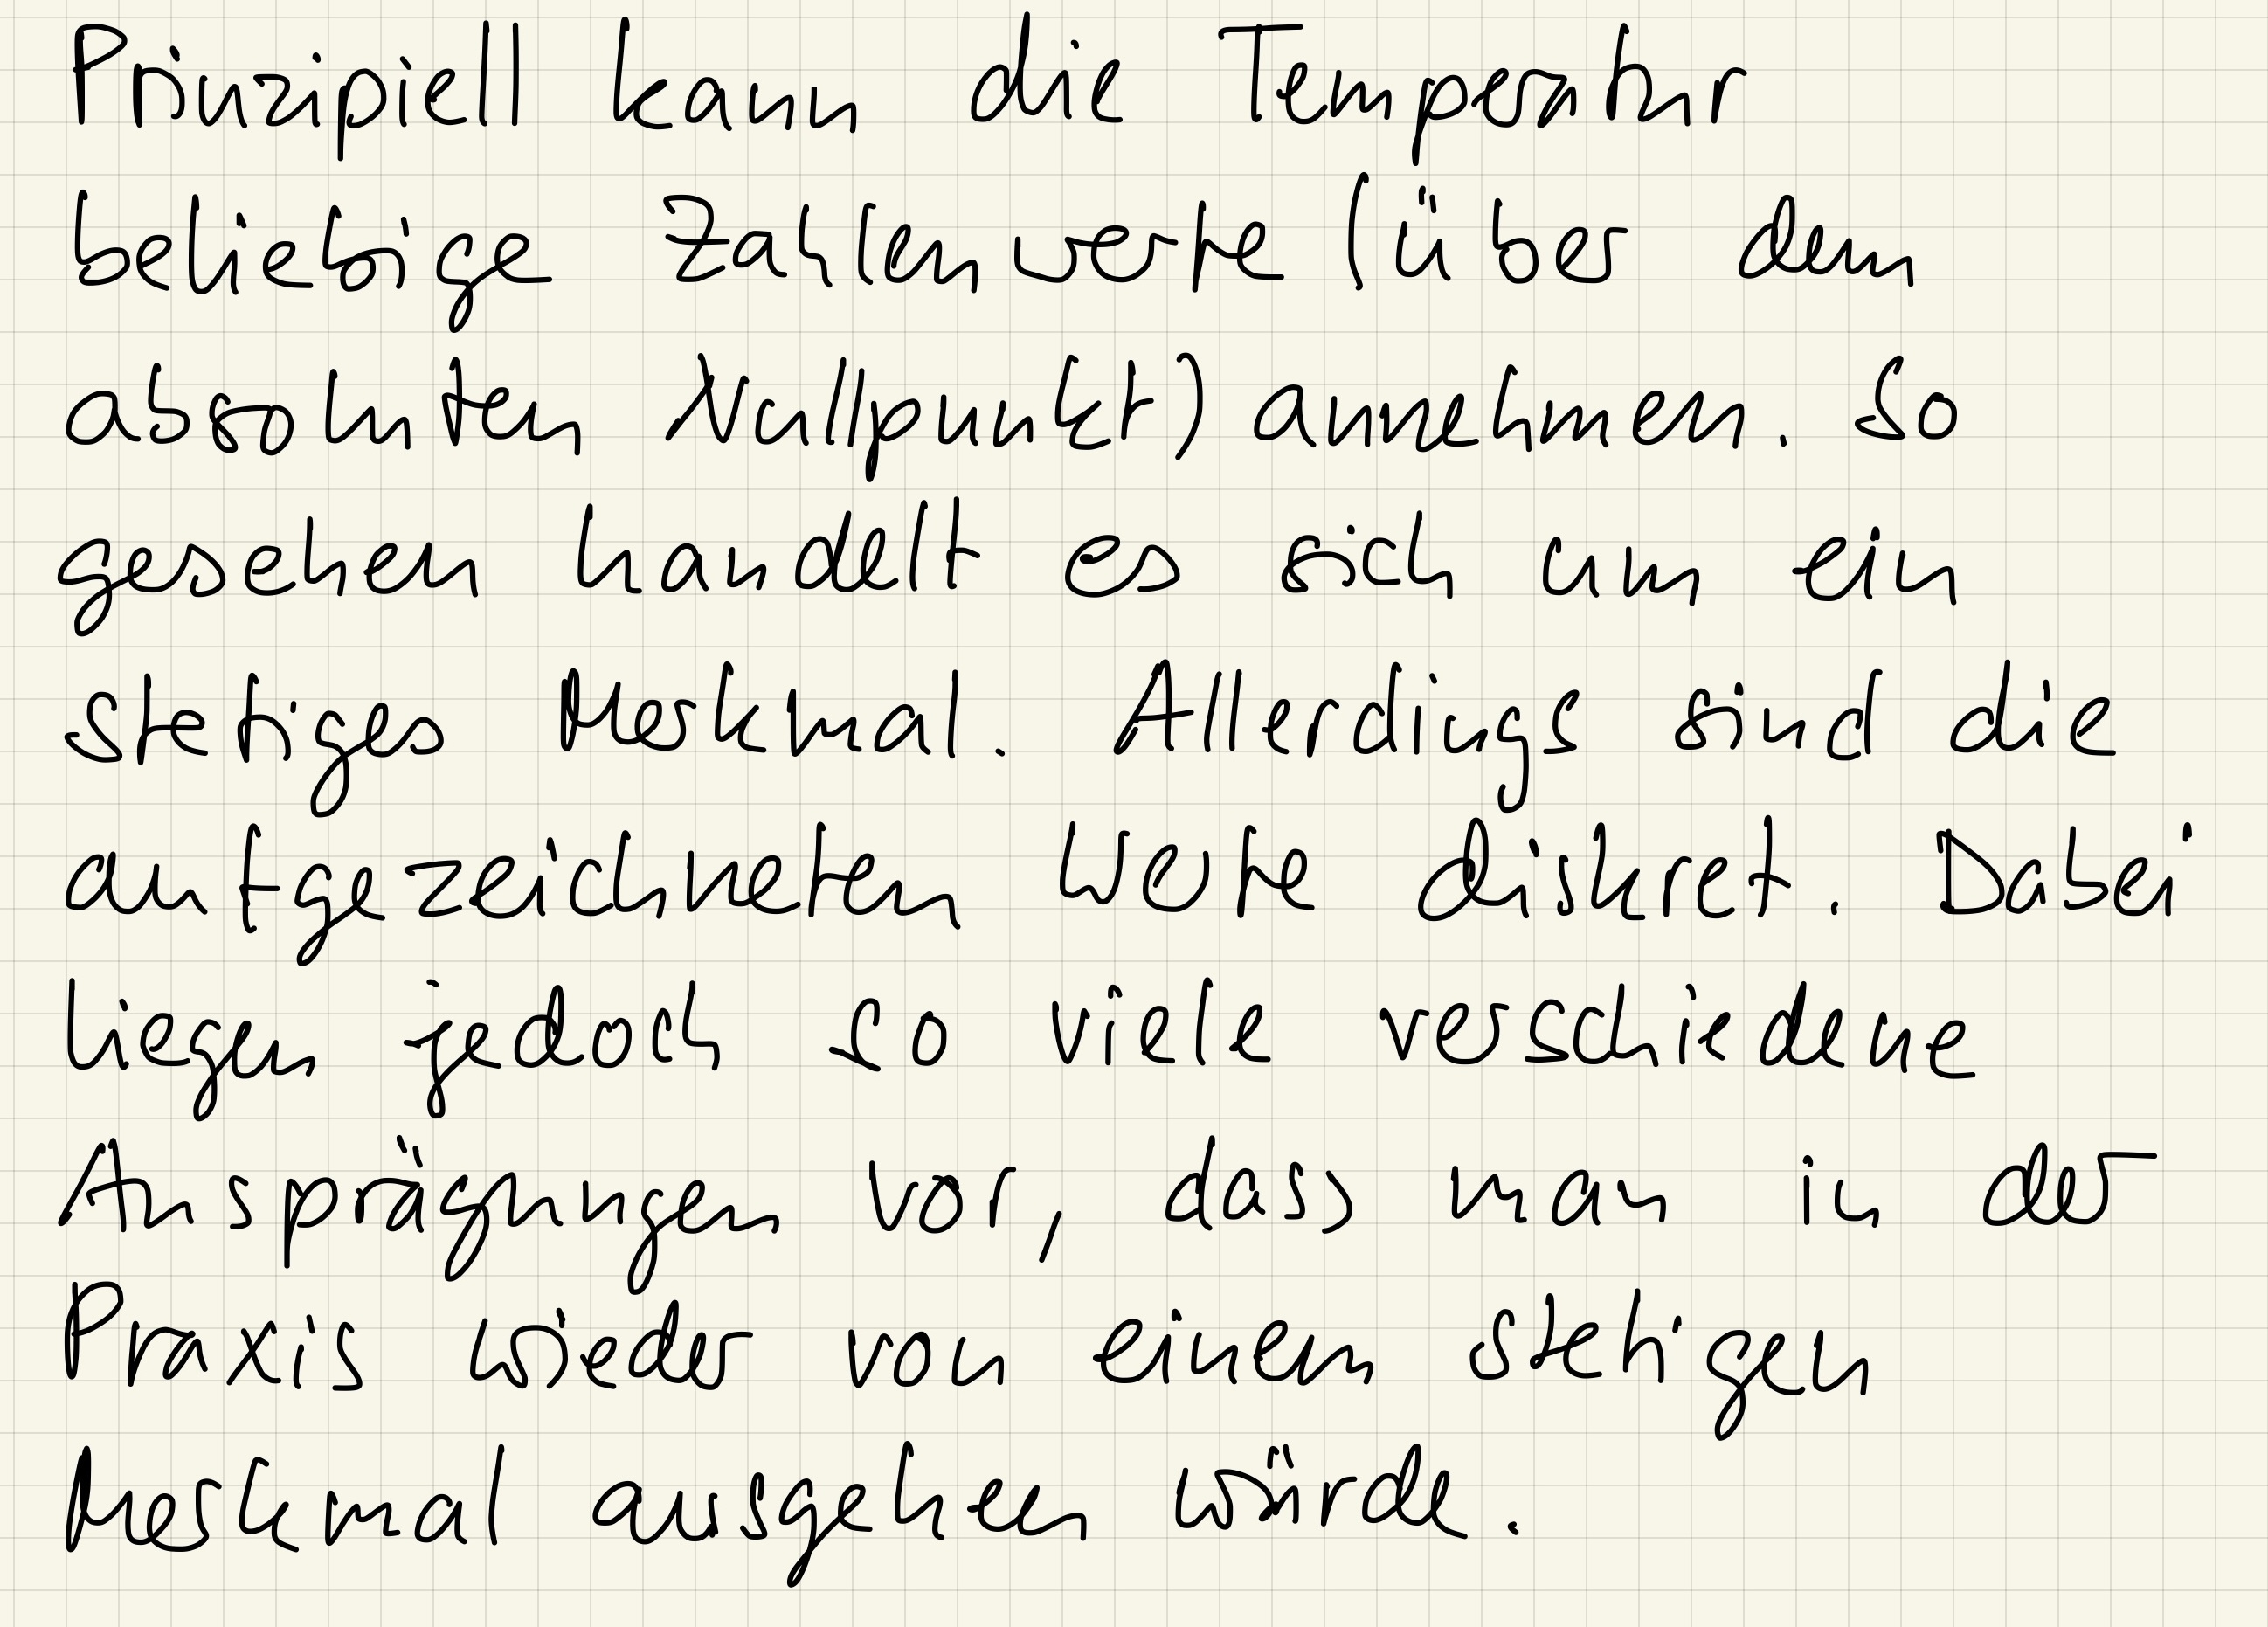 Prinzipiell kann die Temperatur
beliebige Zahlenwerte (über dem
absoluten Nullpunkt) annehmen. So
gesehen handelt es sich um ein
stetiges Merkmal. Allerdings sind die
aufgezeichneten Werte diskret. Dabei
liegen jedoch so viele verschiedene
Ausprägungen vor, dass man in der
Praxis wieder von einem stetigen
Merkmal ausgehen würde.